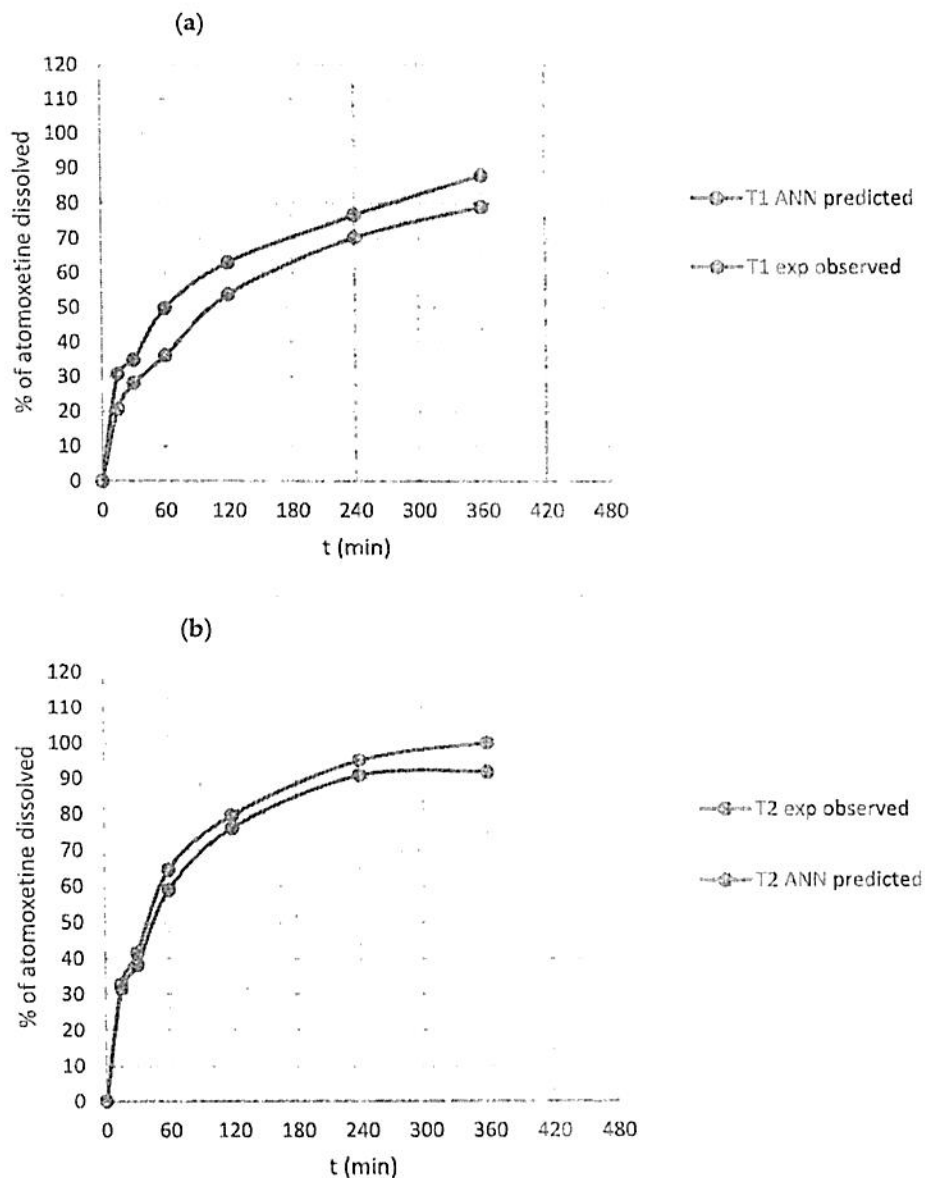 (a)
120
110
100
90
80
70
60
50
40
30
20
10
0
% of atomoxetine dissolved
0 60 120 180 240 300 360 420 480
t (min)
T1 ANN predicted
T1 exp observed
(b)
120
110
100
90
80
70
60
50
40
30
20
10
0
% of atomoxetine dissolved
0 60 120 180 240 300 360 420 480
t (min)
T2 exp observed
T2 ANN predicted